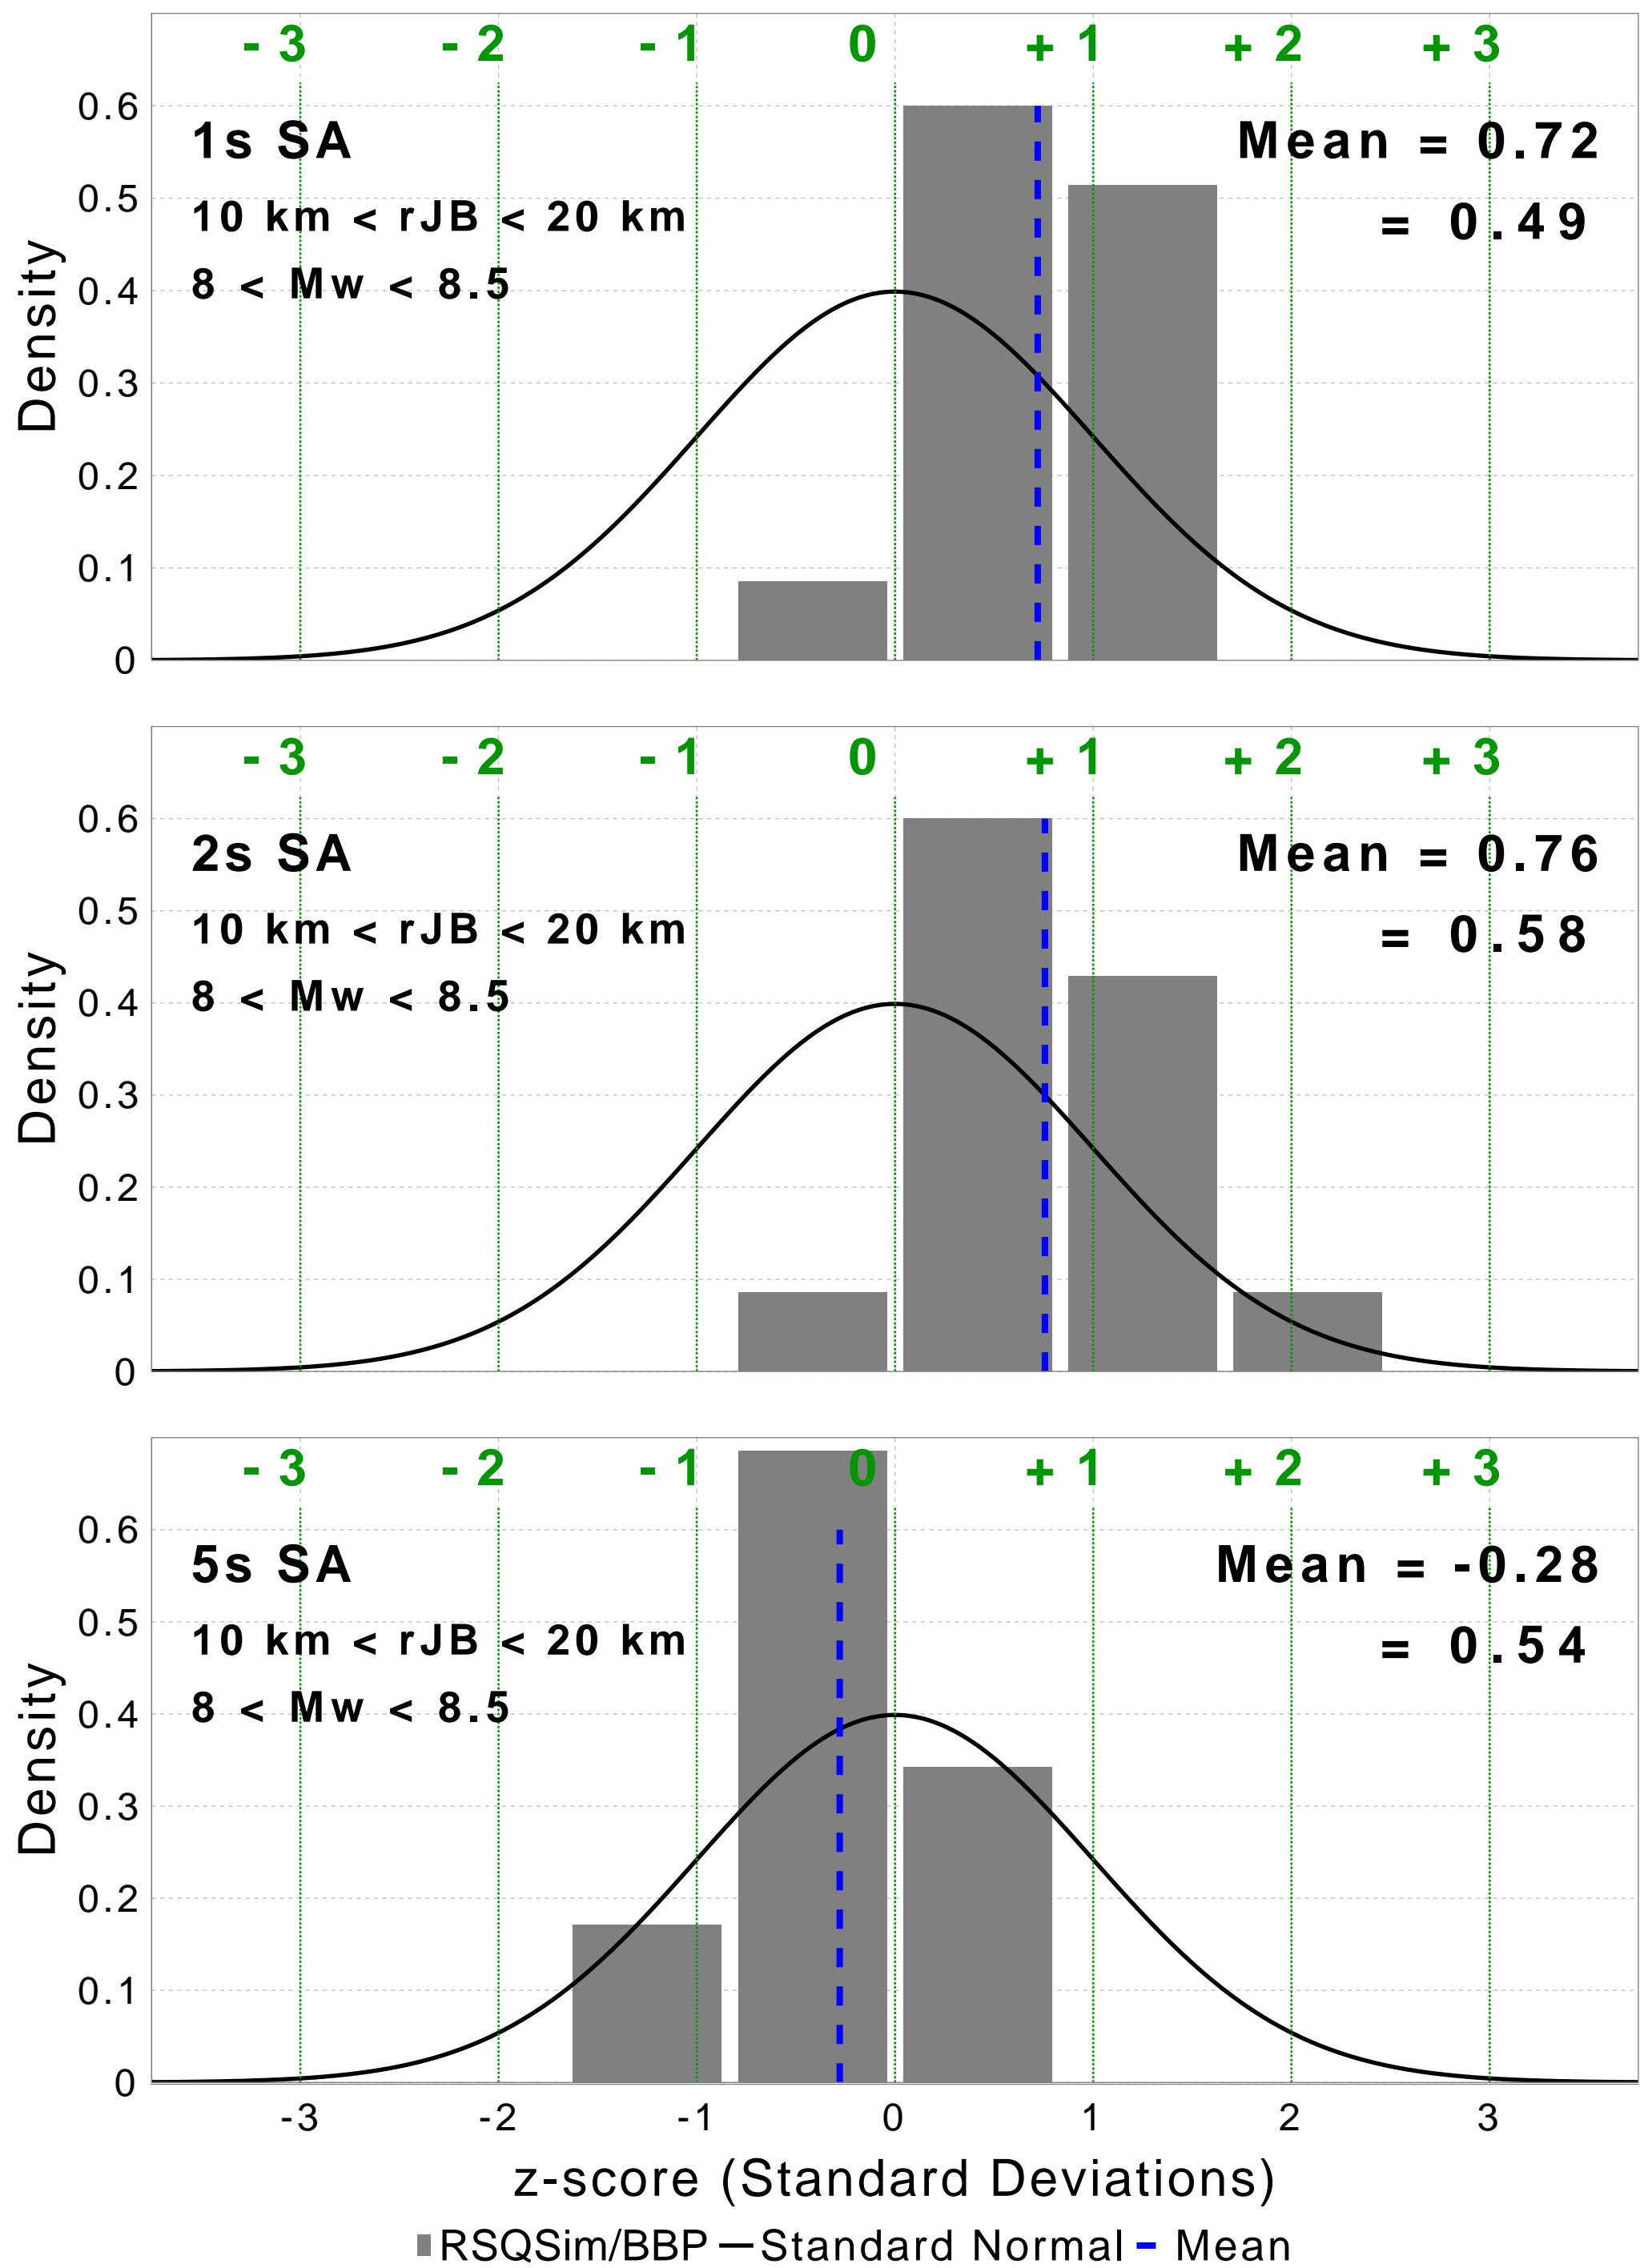 - 3 - 2 - 1 0 + 1 + 2 + 3
0.6
1s SA
Mean = 0.72
0.5
10 km < rJB < 20 km
= 0.49
0.4
8 < Mw < 8.5
Density
0.3
0.2
0.1
0
- 3 - 2 - 1 0 + 1 + 2 + 3
0.6
2s SA
Mean = 0.76
0.5
10 km < rJB < 20 km
= 0.58
0.4
8 < Mw < 8.5
Density
0.3
0.2
0.1
0
- 3 - 2 - 1 0 + 1 + 2 + 3
0.6
5s SA
Mean = -0.28
0.5
10 km < rJB < 20 km
= 0.54
0.4
8 < Mw < 8.5
Density
0.3
0.2
0.1
0
-3 -2 -1 0 1 2 3
z-score (Standard Deviations)
RSQSim/BBP Standard Normal Mean